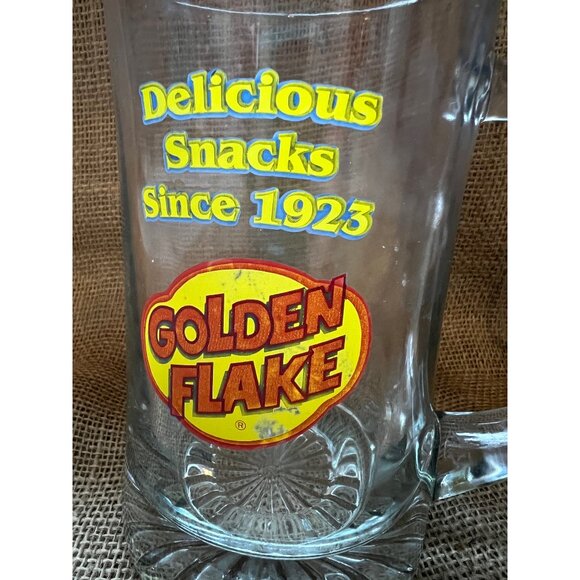 Delicious
Snacks
Since 1923
GOLDEN
FLAKE
®